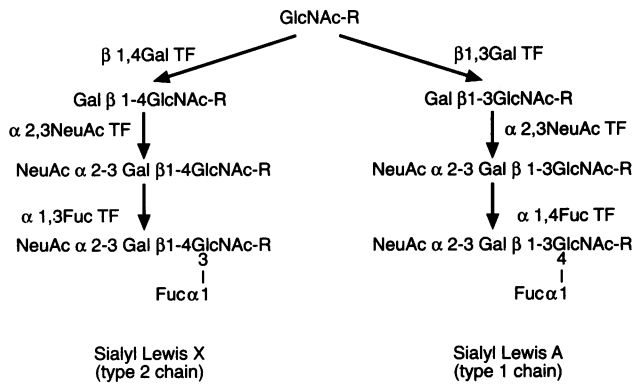 GlcNAc-R
β 1,4Gal TF
β1,3Gal TF
Gal β 1-4GlcNAc-R
Gal β1-3GlcNAc-R
α 2,3NeuAc TF
α 2,3NeuAc TF
NeuAc α 2-3 Gal β1-4GlcNAc-R
NeuAc α 2-3 Gal β 1-3GlcNAc-R
α 1,3Fuc TF
α 1,4Fuc TF
NeuAc α 2-3 Gal β1-4GlcNAc-R
NeuAc α 2-3 Gal β 1-3GlcNAc-R
3
4
Fucα1
Fucα1
Sialyl Lewis X
(type 2 chain)
Sialyl Lewis A
(type 1 chain)